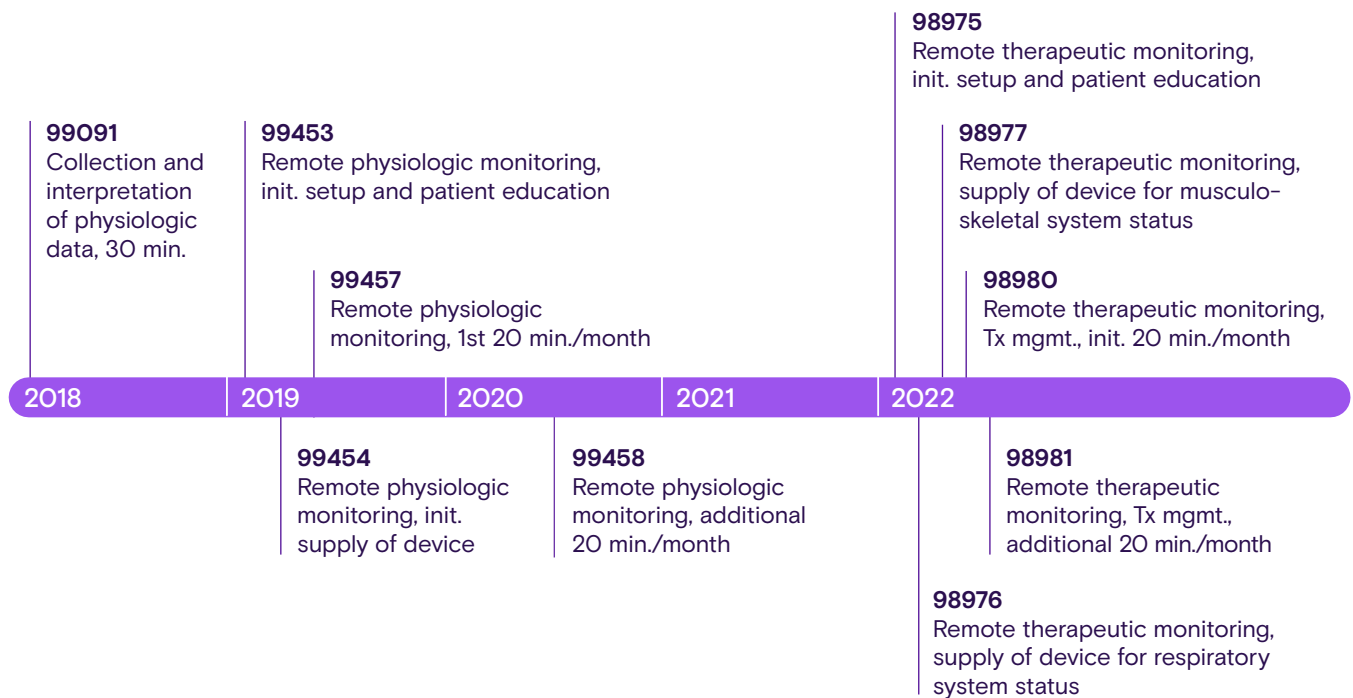 98975
Remote therapeutic monitoring,
init. setup and patient education
99091
Collection and
interpretation
of physiologic
data, 30 min.
99453
Remote physiologic monitoring,
init. setup and patient education
98977
Remote therapeutic monitoring,
supply of device for musculo-
skeletal system status
99457
Remote physiologic
monitoring, 1st 20 min./month
98980
Remote therapeutic monitoring,
Tx mgmt., init. 20 min./month
2018
2019
2020
2021
2022
99454
Remote physiologic
monitoring, init.
supply of device
99458
Remote physiologic
monitoring, additional
20 min./month
98981
Remote therapeutic
monitoring, Tx mgmt.,
additional 20 min./month
98976
Remote therapeutic monitoring,
supply of device for respiratory
system status